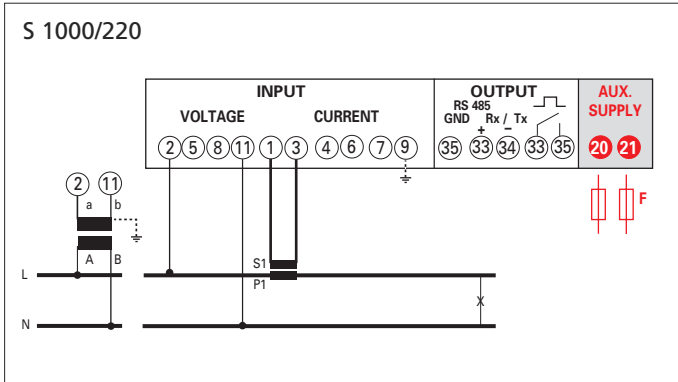 S 1000/220
INPUT OUTPUT AUX.
SUPPLY
VOLTAGE CURRENT RS 485
GND Rx / Tx
+ –
2 5 8 11 1 3 4 6 7 9 35 33 34 33 35 20 21
2 11
a b
F
A B
S1
L
P1
X
N